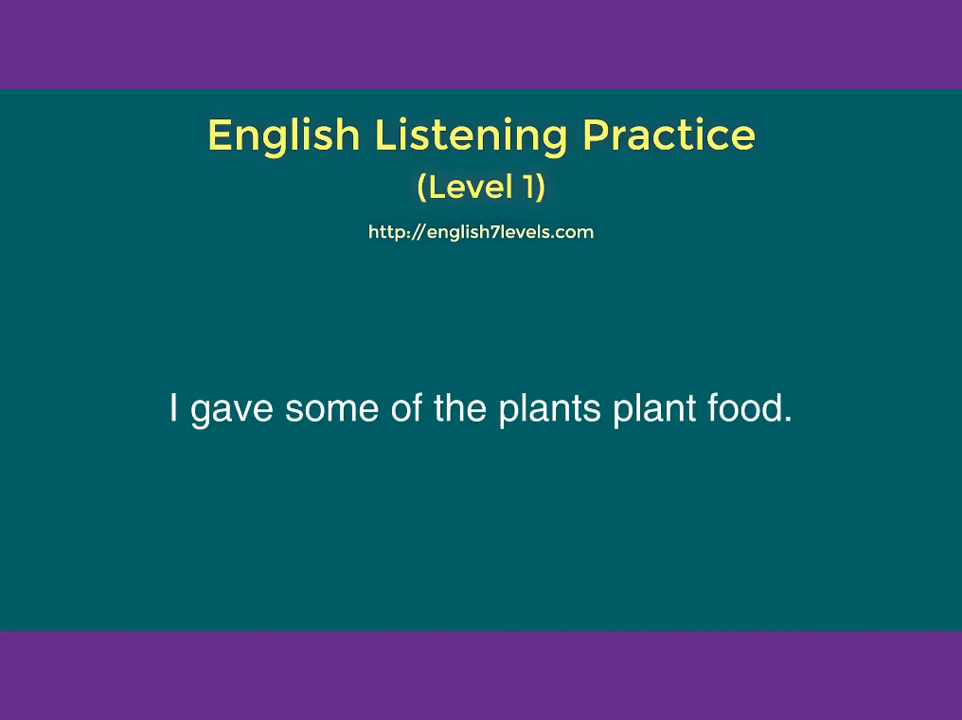 English Listening Practice
(Level 1)
http://english7levels.com
I gave some of the plants plant food.